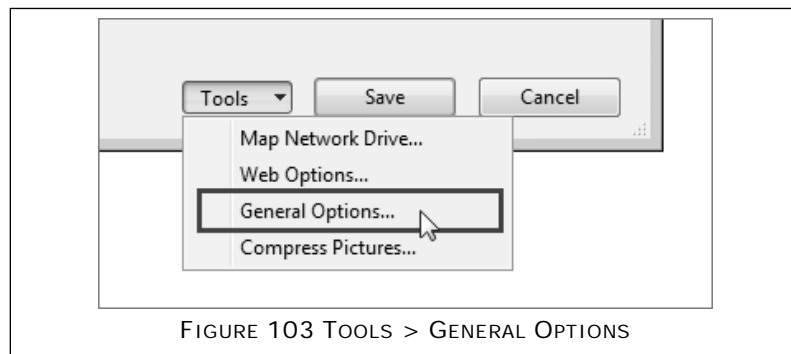 Tools Save Cancel
Map Network Drive...
Web Options...
General Options...
Compress Pictures...
FIGURE 103 TOOLS > GENERAL OPTIONS